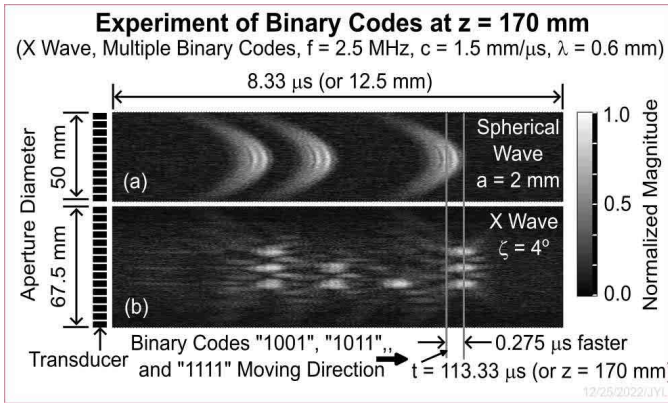 Experiment of Binary Codes at z = 170 mm
(X Wave, Multiple Binary Codes, f = 2.5 MHz, c = 1.5 mm/μs, λ = 0.6 mm)
8.33 μs (or 12.5 mm)
Aperture Diameter
50 mm
67.5 mm
(a)
Spherical
Wave
a = 2 mm
(b)
X Wave
ζ = 4°
1.0
0.5
0.0
Normalized Magnitude
Transducer
Binary Codes "1001", "1011",,
and "1111" Moving Direction
0.275 μs faster
t = 113.33 μs (or z = 170 mm)
12/25/2022/JYL